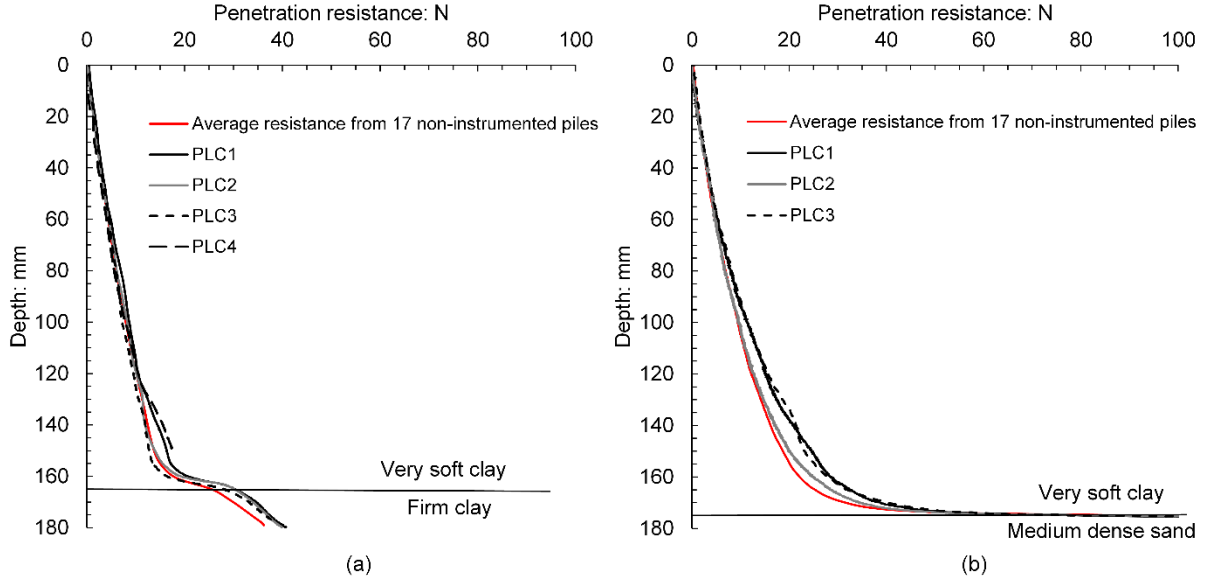 Penetration resistance: N
0 20 40 60 80 100
0
20
40
60
80
100
120
140
160
180
Depth: mm
Average resistance from 17 non-instrumented piles
PLC1
PLC2
PLC3
PLC4
Very soft clay
Firm clay
(a)
Penetration resistance: N
0 20 40 60 80 100
0
20
40
60
80
100
120
140
160
180
Depth: mm
Average resistance from 17 non-instrumented piles
PLC1
PLC2
PLC3
Very soft clay
Medium dense sand
(b)